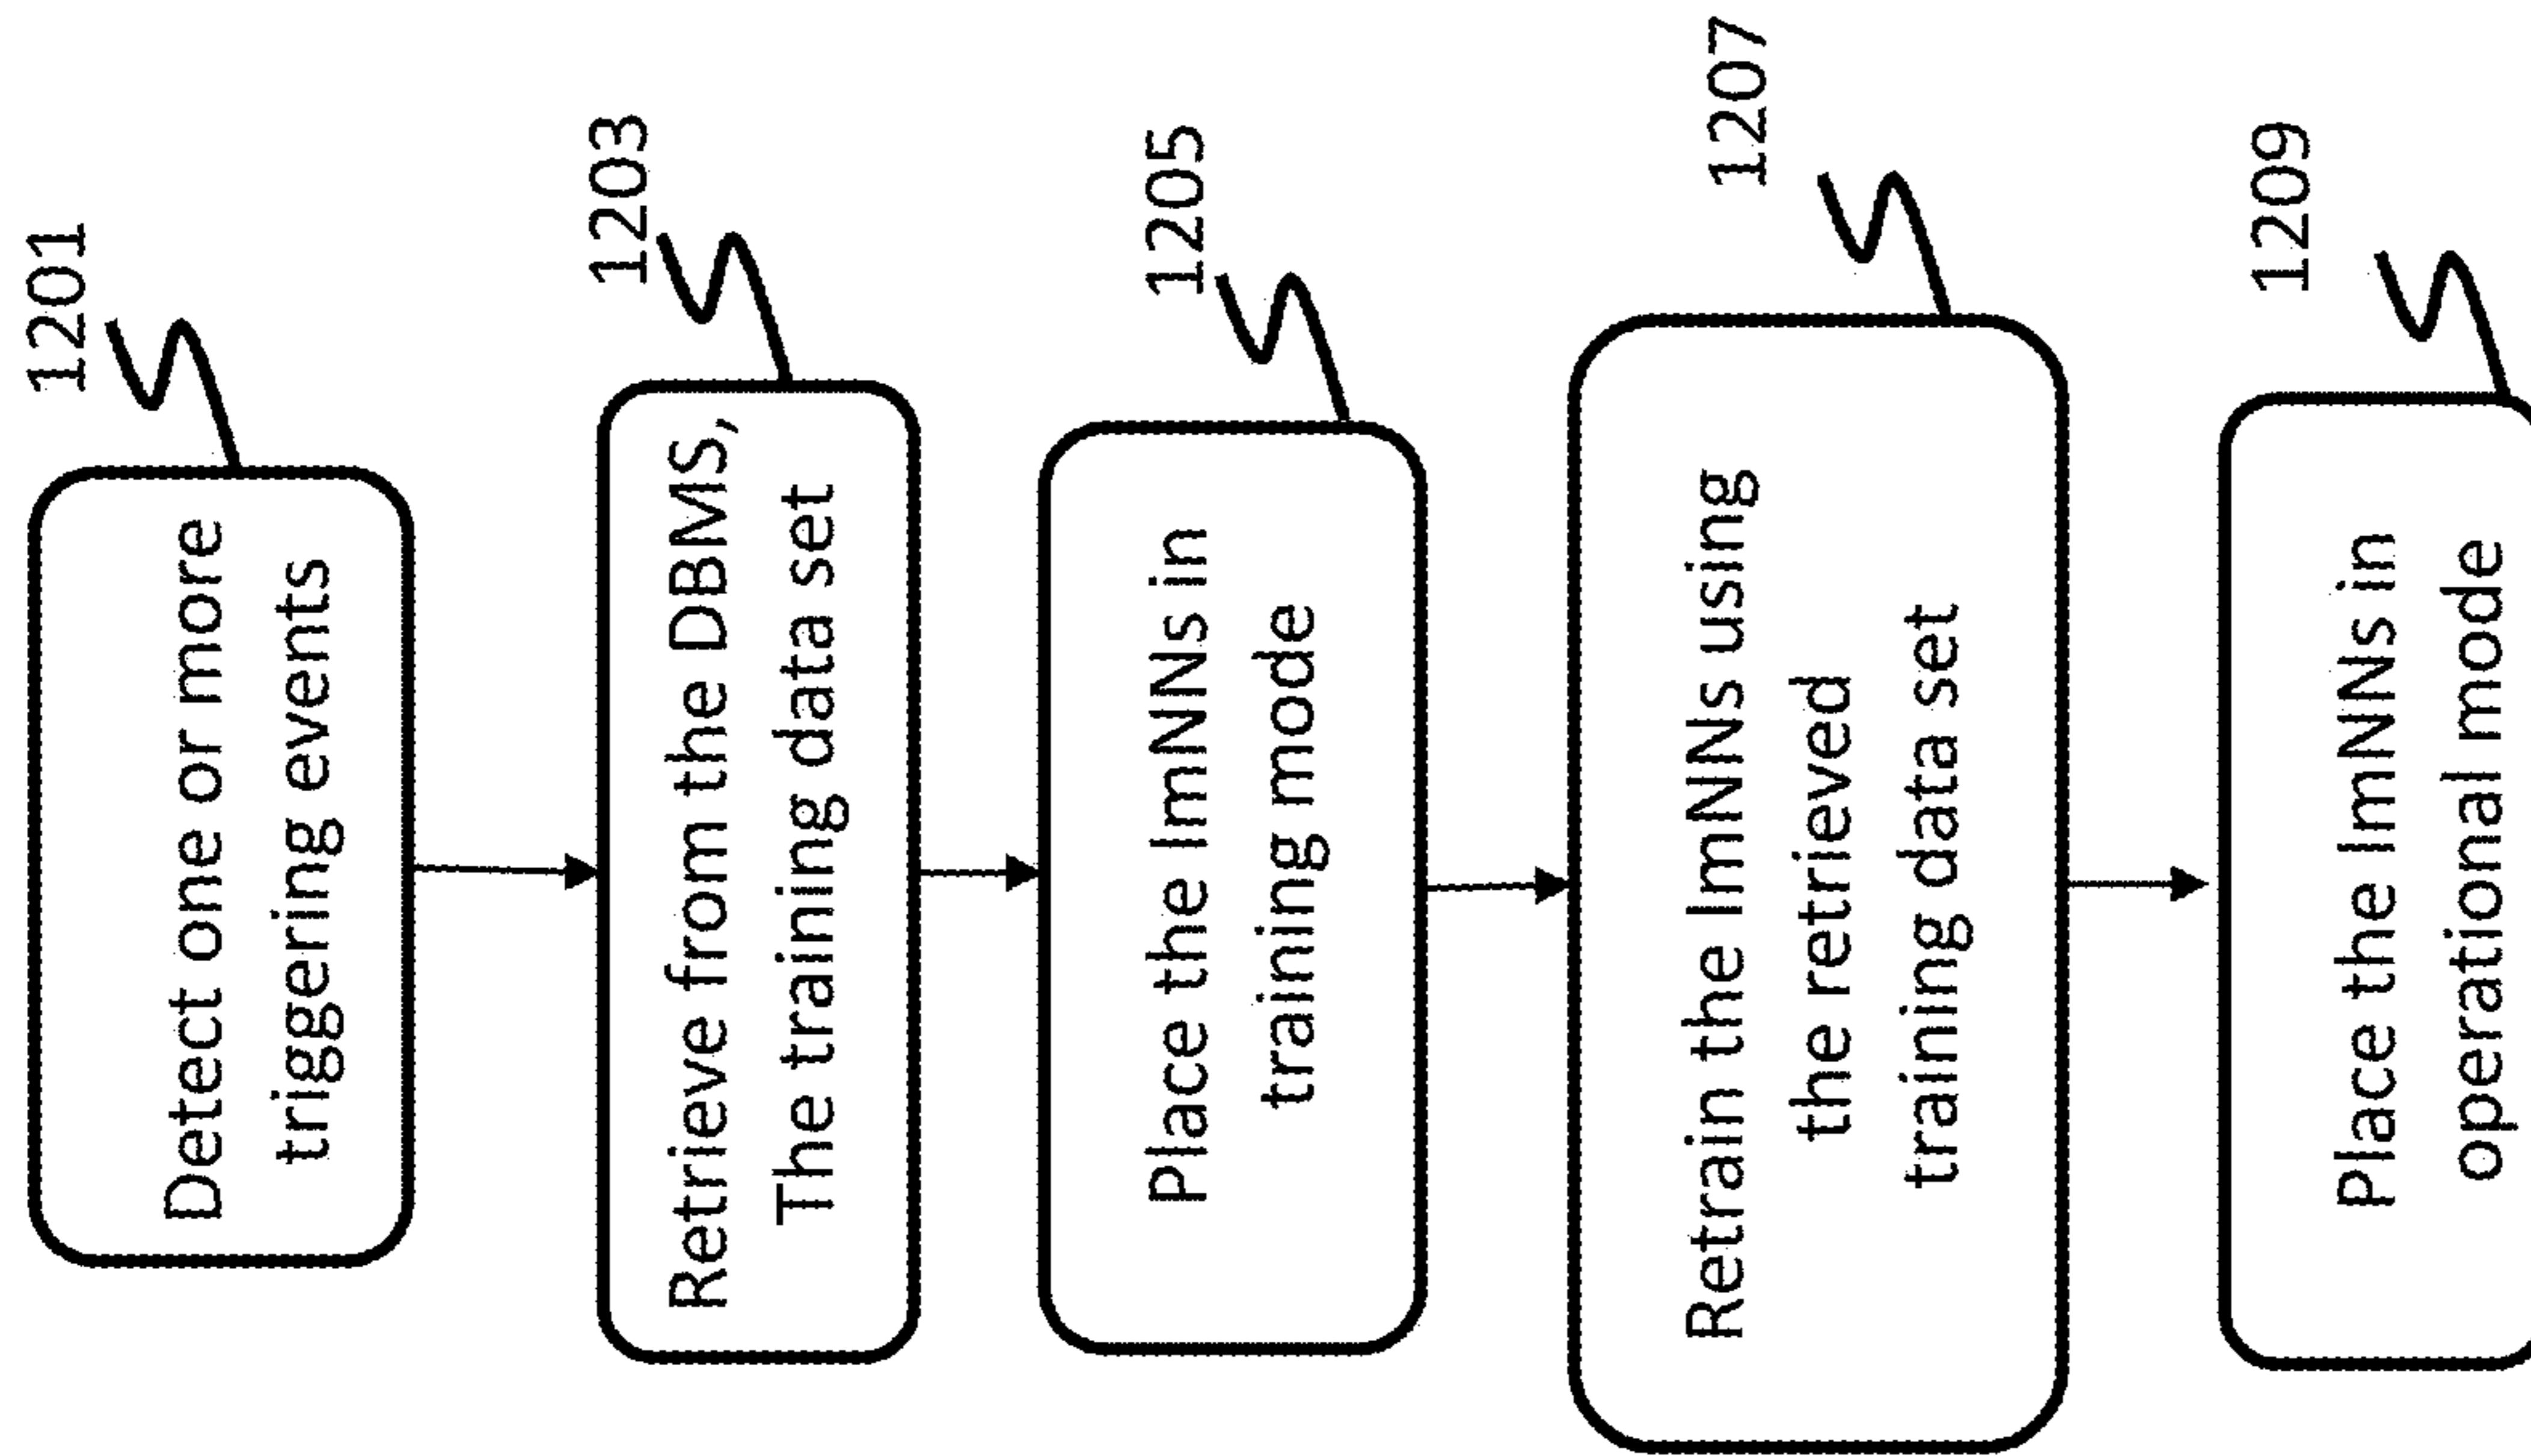 1201
Detect one or more
triggering events
1203
Retrieve from the DBMS,
The training data set
1205
Place the ImNNs in
training mode
1207
Retrain the ImNNs using
the retrieved
training data set
1209
Place the ImNNs in
operational mode